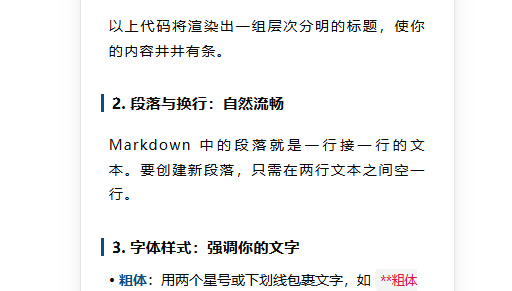 以上代码将渲染出一组层次分明的标题，使你
的内容井井有条。
2. 段落与换行：自然流畅
Markdown 中的段落就是一行接一行的文
本。要创建新段落，只需在两行文本之间空一
行。
3. 字体样式：强调你的文字
• 粗体：用两个星号或下划线包裹文字，如 **粗体